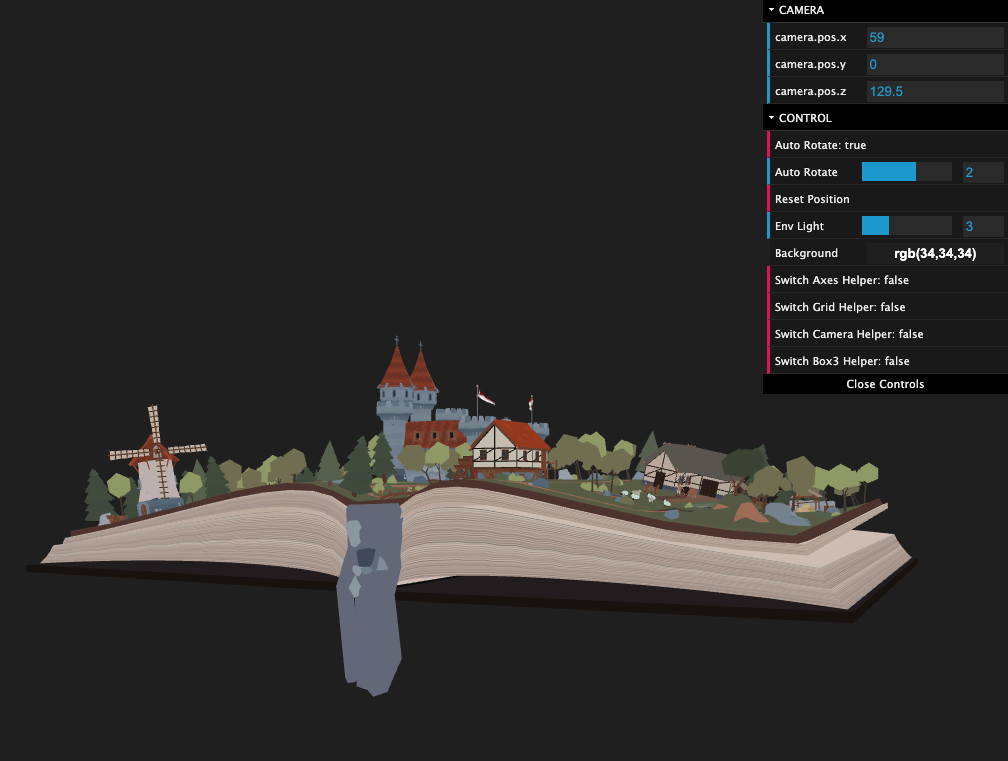 CAMERA
camera.pos.x 59
camera.pos.y 0
camera.pos.z 129.5
CONTROL
Auto Rotate: true
Auto Rotate 2
Reset Position
Env Light 3
Background rgb(34,34,34)
Switch Axes Helper: false
Switch Grid Helper: false
Switch Camera Helper: false
Switch Box3 Helper: false
Close Controls